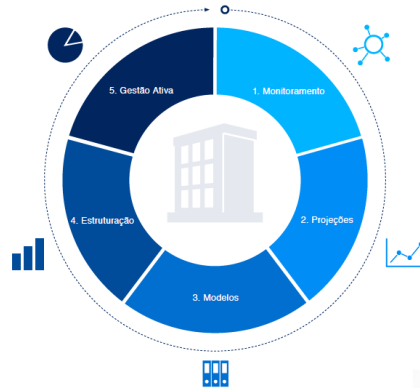 1. Monitoramento
2. Projeções
3. Modelos
4. Estruturação
5. Gestão Ativa